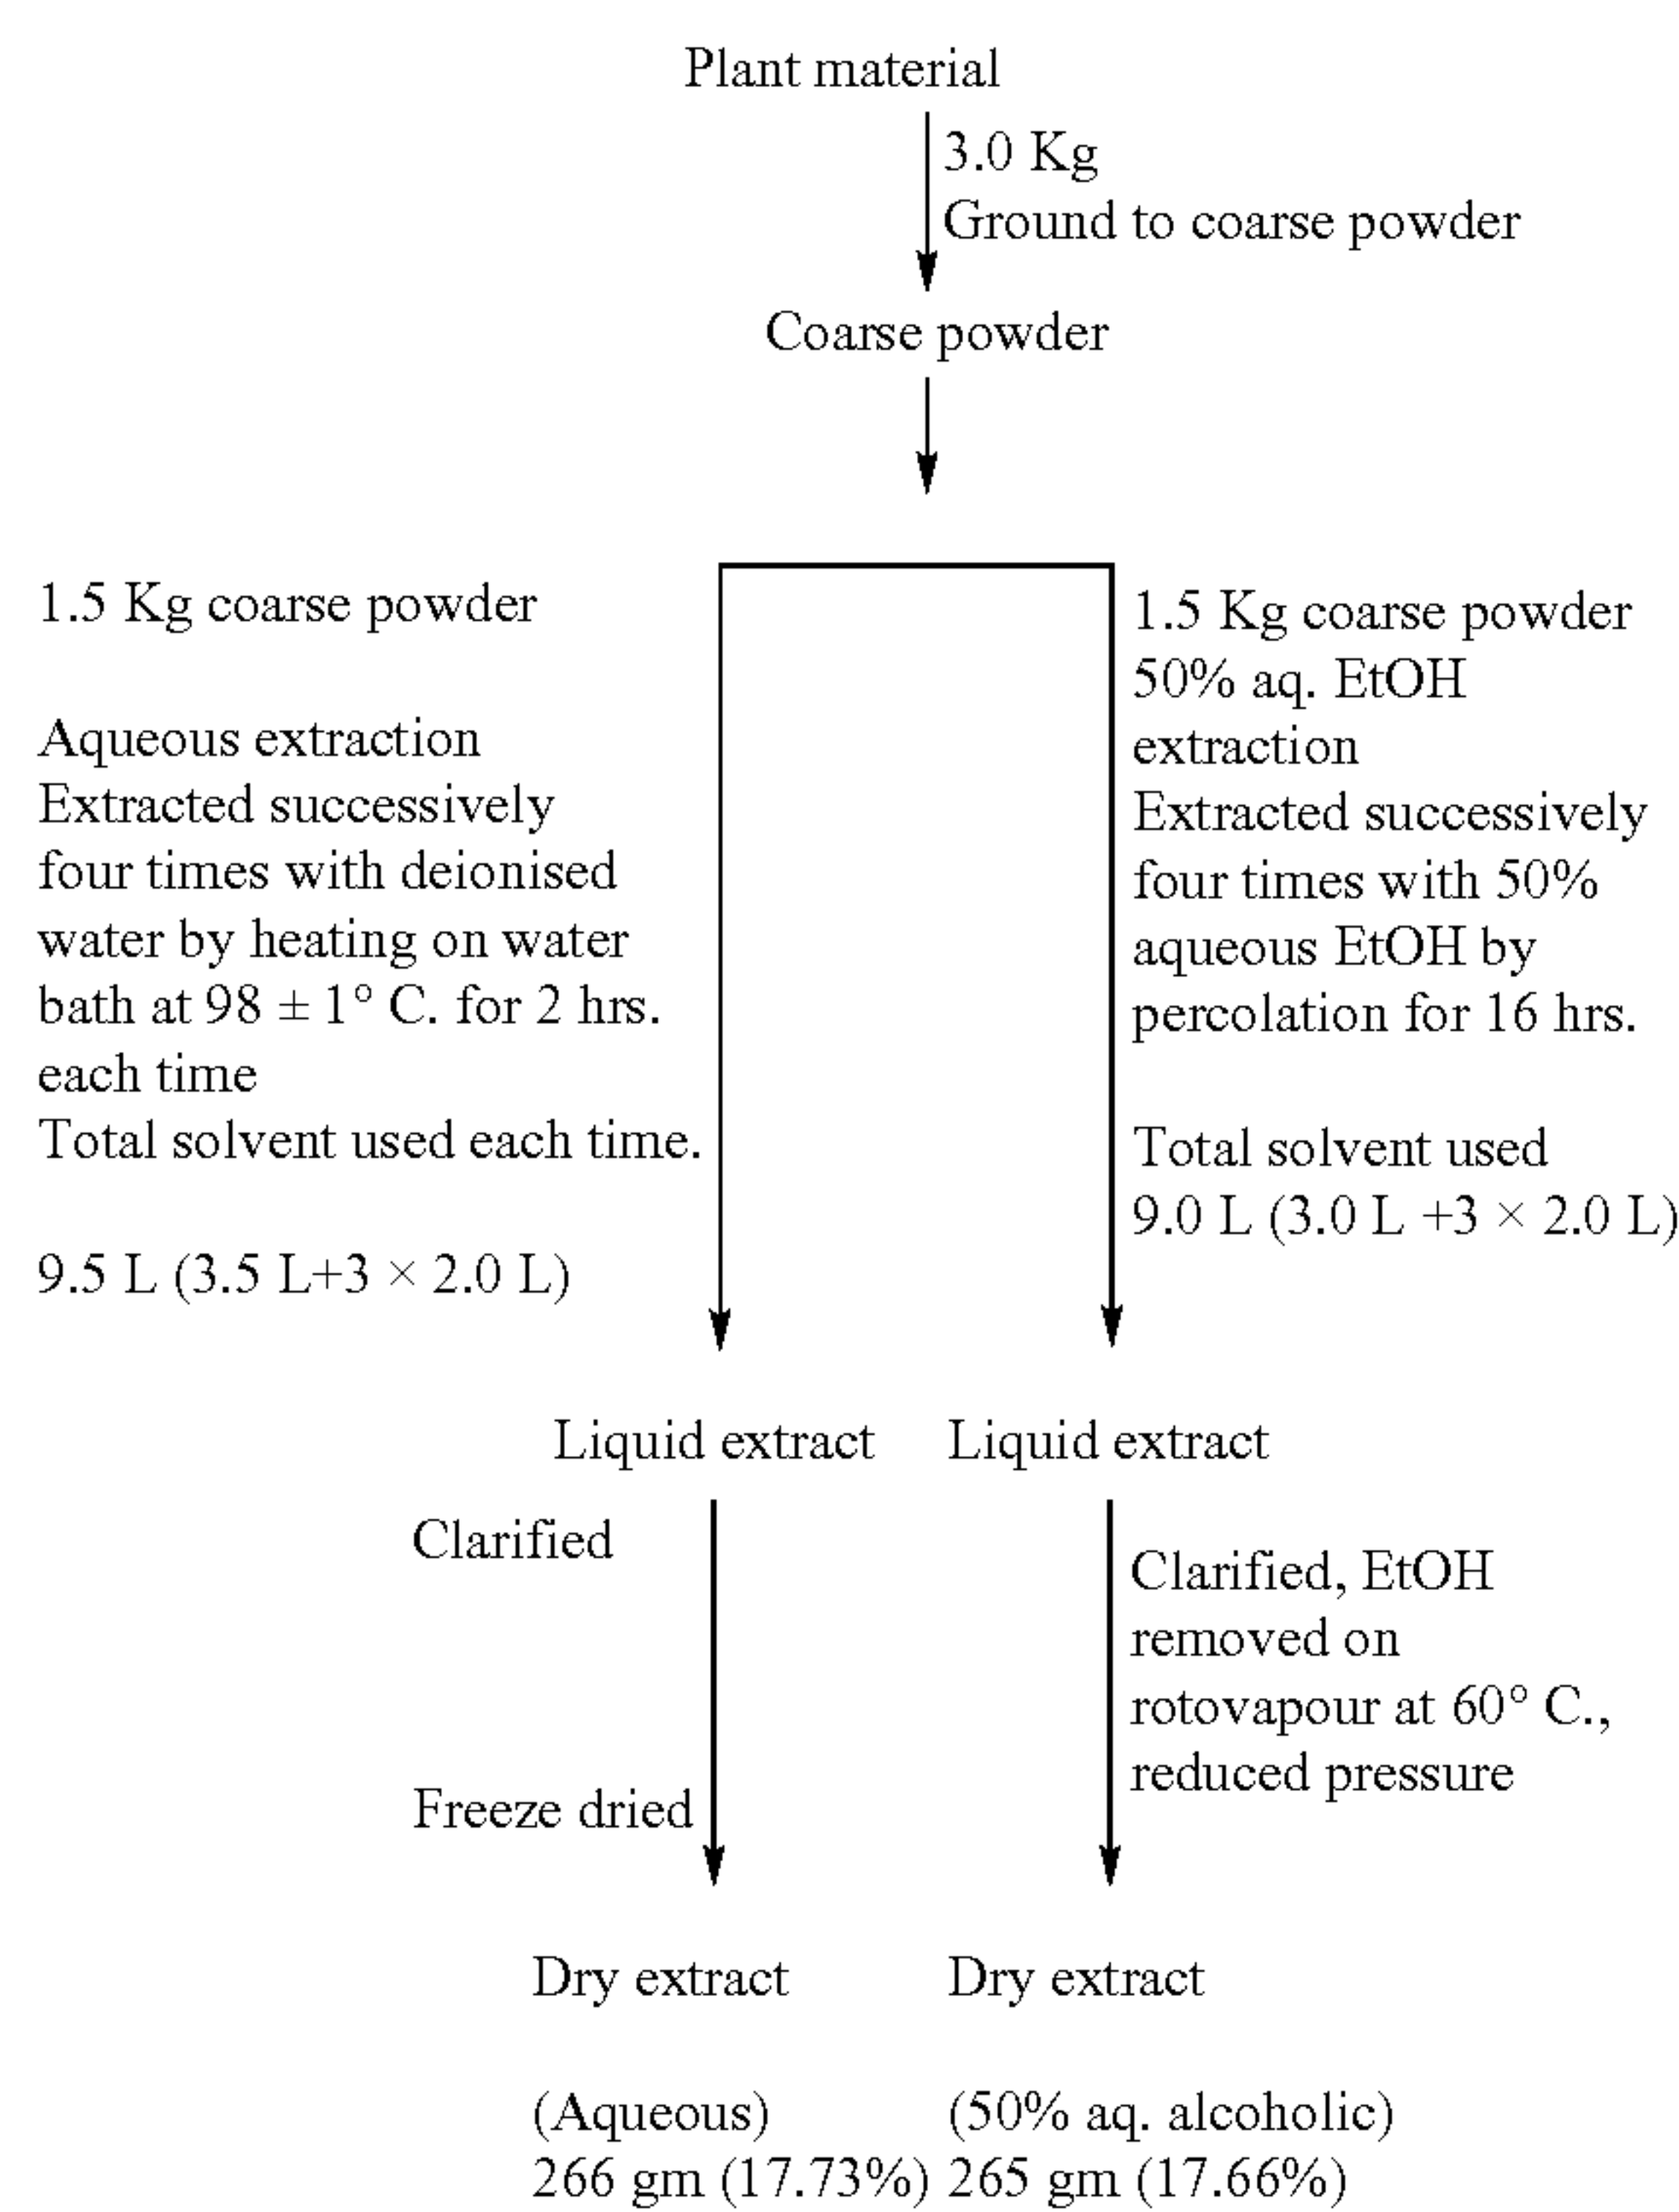 Plant material
3.0 Kg
Ground to coarse powder
Coarse powder
1.5 Kg coarse powder
Aqueous extraction
Extracted successively
four times with deionised
water by heating on water
bath at 98 ± 1° C. for 2 hrs.
each time
Total solvent used each time.
9.5 L (3.5 L+3 × 2.0 L)
1.5 Kg coarse powder
50% aq. EtOH
extraction
Extracted successively
four times with 50%
aqueous EtOH by
percolation for 16 hrs.
Total solvent used
9.0 L (3.0 L +3 × 2.0 L)
Liquid extract
Clarified
Freeze dried
Dry extract
(Aqueous)
266 gm (17.73%)
Liquid extract
Clarified, EtOH
removed on
rotovapour at 60° C.,
reduced pressure
Dry extract
(50% aq. alcoholic)
265 gm (17.66%)